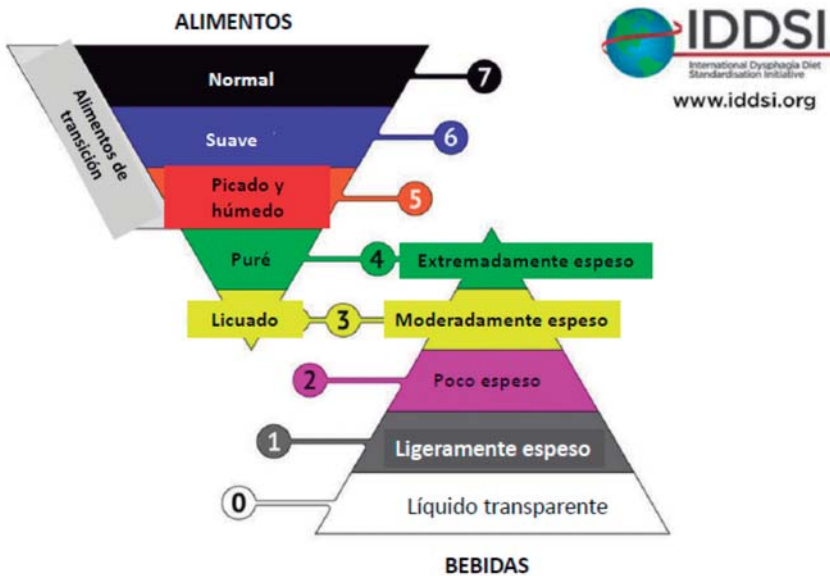 ALIMENTOS
IDDSI
International Dysphagia Diet
Standardisation Initiative
www.iddsi.org
Alimentos de
transición
Normal
7
Suave
6
Picado y
húmedo
5
Puré
4
Extremadamente espeso
Licuado
3
Moderadamente espeso
2
Poco espeso
1
Ligeramente espeso
0
Líquido transparente
BEBIDAS